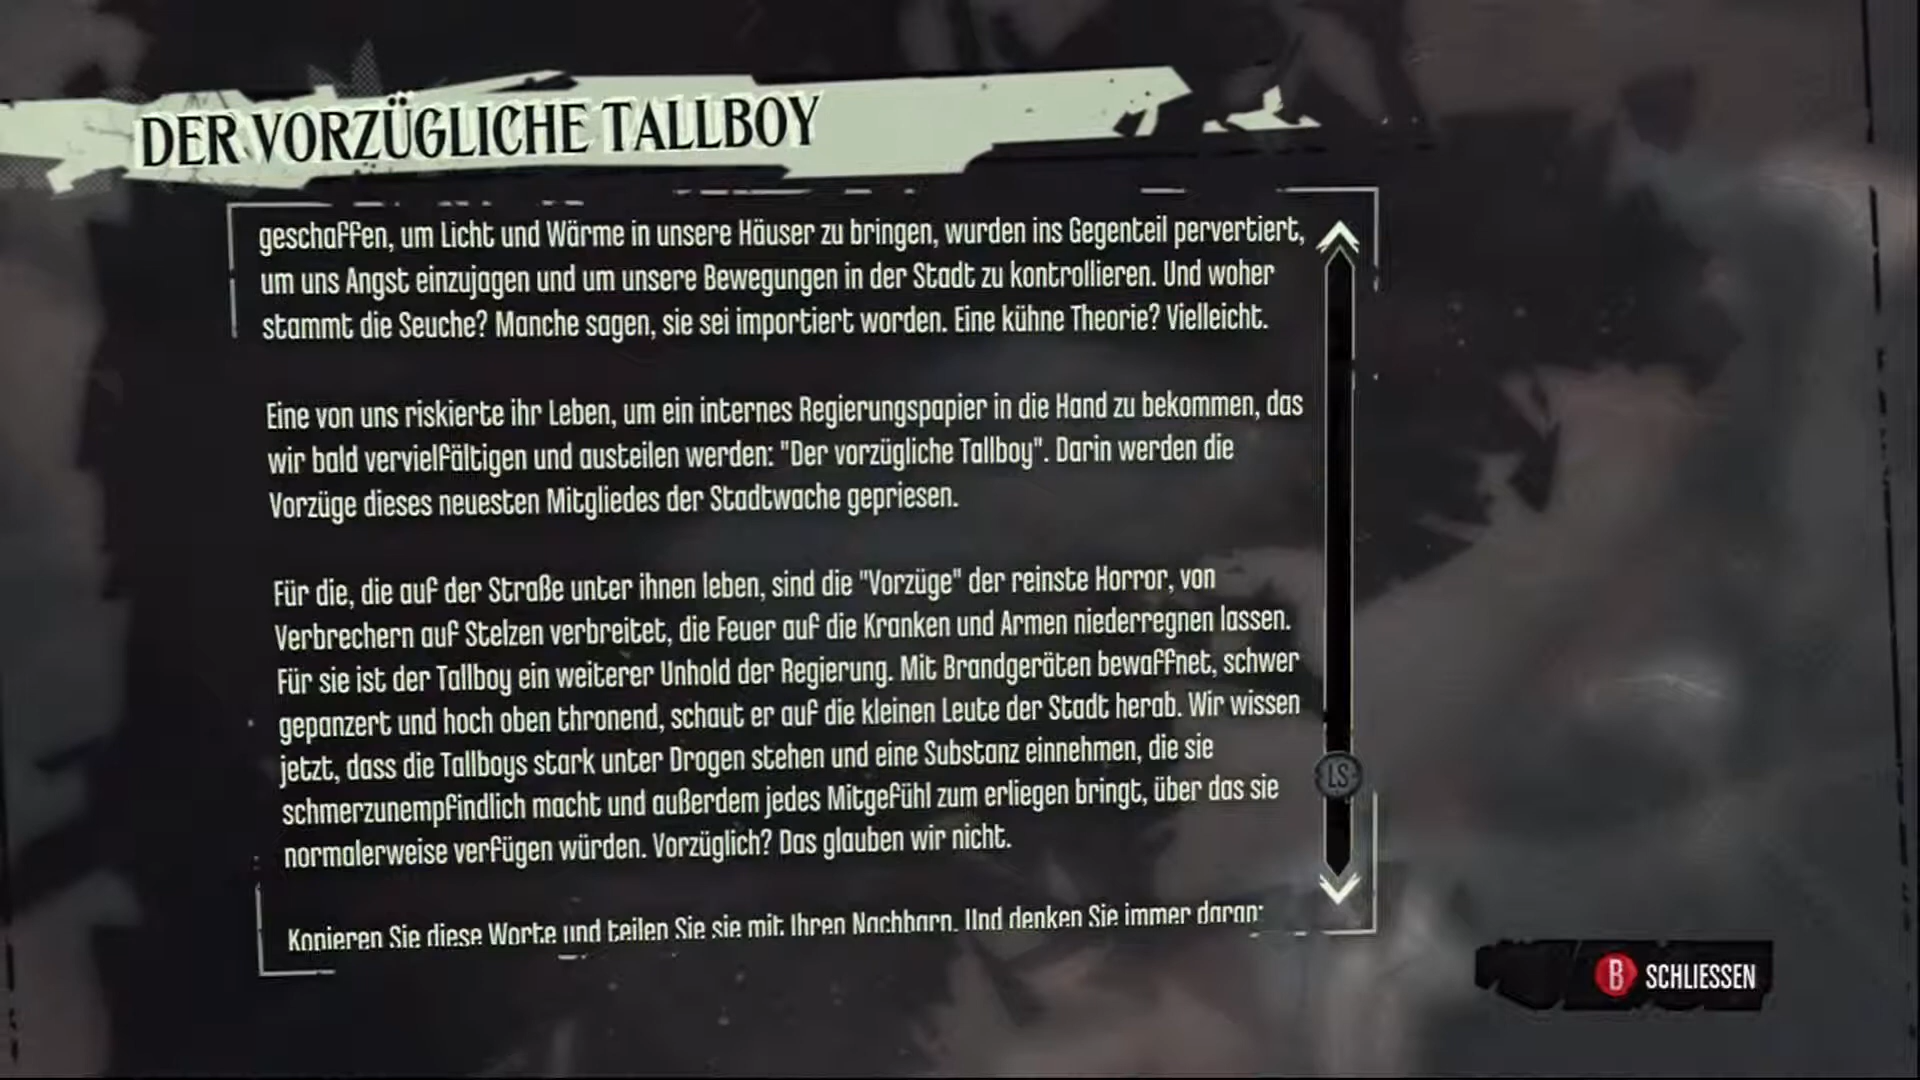 DER VORZÜGLICHE TALLBOY
geschaffen, um Licht und Wärme in unsere Häuser zu bringen, wurden ins Gegenteil pervertiert,
um uns Angst einzujagen und um unsere Bewegungen in der Stadt zu kontrollieren. Und woher
stammt die Seuche? Manche sagen, sie sei importiert worden. Eine kühne Theorie? Vielleicht.
Eine von uns riskierte ihr Leben, um ein internes Regierungspapier in die Hand zu bekommen, das
wir bald vervielfältigen und austeilen werden: "Der vorzügliche Tallboy". Darin werden die
Vorzüge dieses neuesten Mitgliedes der Stadtwache gepriesen.
Für die, die auf der Straße unter ihnen leben, sind die "Vorzüge" der reinste Horror, von
Verbrechern auf Stelzen verbreitet, die Feuer auf die Kranken und Armen niederregnen lassen.
Für sie ist der Tallboy ein weiterer Unhold der Regierung. Mit Brandgeräten bewaffnet, schwer
gepanzert und hoch oben thronend, schaut er auf die kleinen Leute der Stadt herab. Wir wissen
jetzt, dass die Tallboys stark unter Drogen stehen und eine Substanz einnehmen, die sie
schmerzunempfindlich macht und außerdem jedes Mitgefühl zum erliegen bringt, über das sie
normalerweise verfügen würden. Vorzüglich? Das glauben wir nicht.
Kopieren Sie diese Worte und teilen Sie sie mit Ihren Nachbarn. Und denken Sie immer daran:
LS
B SCHLIESSEN